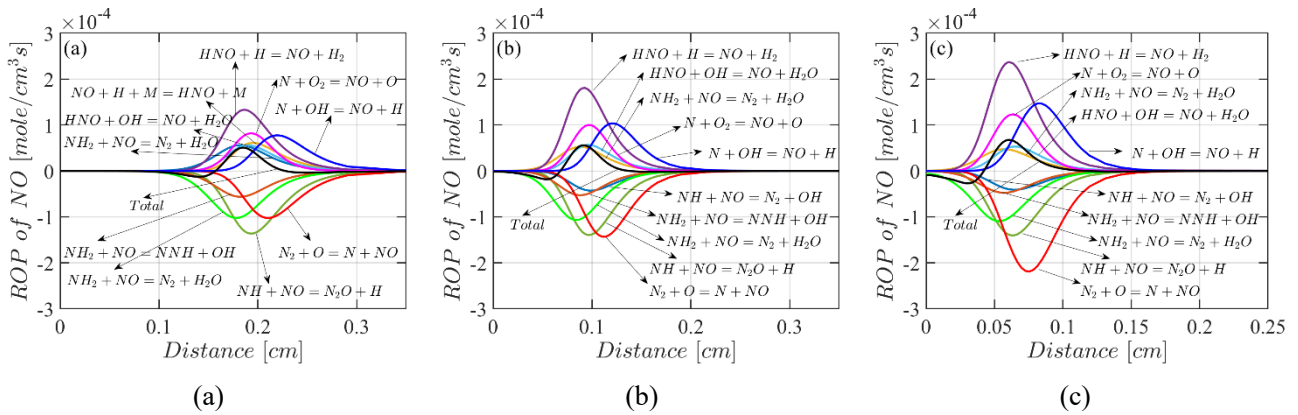 ×10⁻⁴
(a)
HNO + H = NO + H₂
N + O₂ = NO + O
NO + H + M = HNO + M
N + OH = NO + H
HNO + OH = NO + H₂O
NH₂ + NO = N₂ + H₂O
Total
NH₂ + NO = NNH + OH
N₂ + O = N + NO
NH₂ + NO = N₂ + H₂O
NH + NO = N₂O + H
3
2
1
0
-1
-2
-3
ROP of NO [mole/cm³s]
0
0.1
0.2
0.3
Distance [cm]
(a)
×10⁻⁴
(b)
HNO + H = NO + H₂
HNO + OH = NO + H₂O
NH₂ + NO = N₂ + H₂O
N + O₂ = NO + O
N + OH = NO + H
NH + NO = N₂ + OH
Total
NH₂ + NO = NNH + OH
NH₂ + NO = N₂ + H₂O
NH + NO = N₂O + H
N₂ + O = N + NO
3
2
1
0
-1
-2
-3
ROP of NO [mole/cm³s]
0
0.1
0.2
0.3
Distance [cm]
(b)
×10⁻⁴
(c)
HNO + H = NO + H₂
N + O₂ = NO + O
NH₂ + NO = N₂ + H₂O
HNO + OH = NO + H₂O
N + OH = NO + H
NH + NO = N₂ + OH
Total
NH₂ + NO = NNH + OH
NH₂ + NO = N₂ + H₂O
NH + NO = N₂O + H
N₂ + O = N + NO
3
2
1
0
-1
-2
-3
ROP of NO [mole/cm³s]
0
0.05
0.1
0.15
0.2
0.25
Distance [cm]
(c)